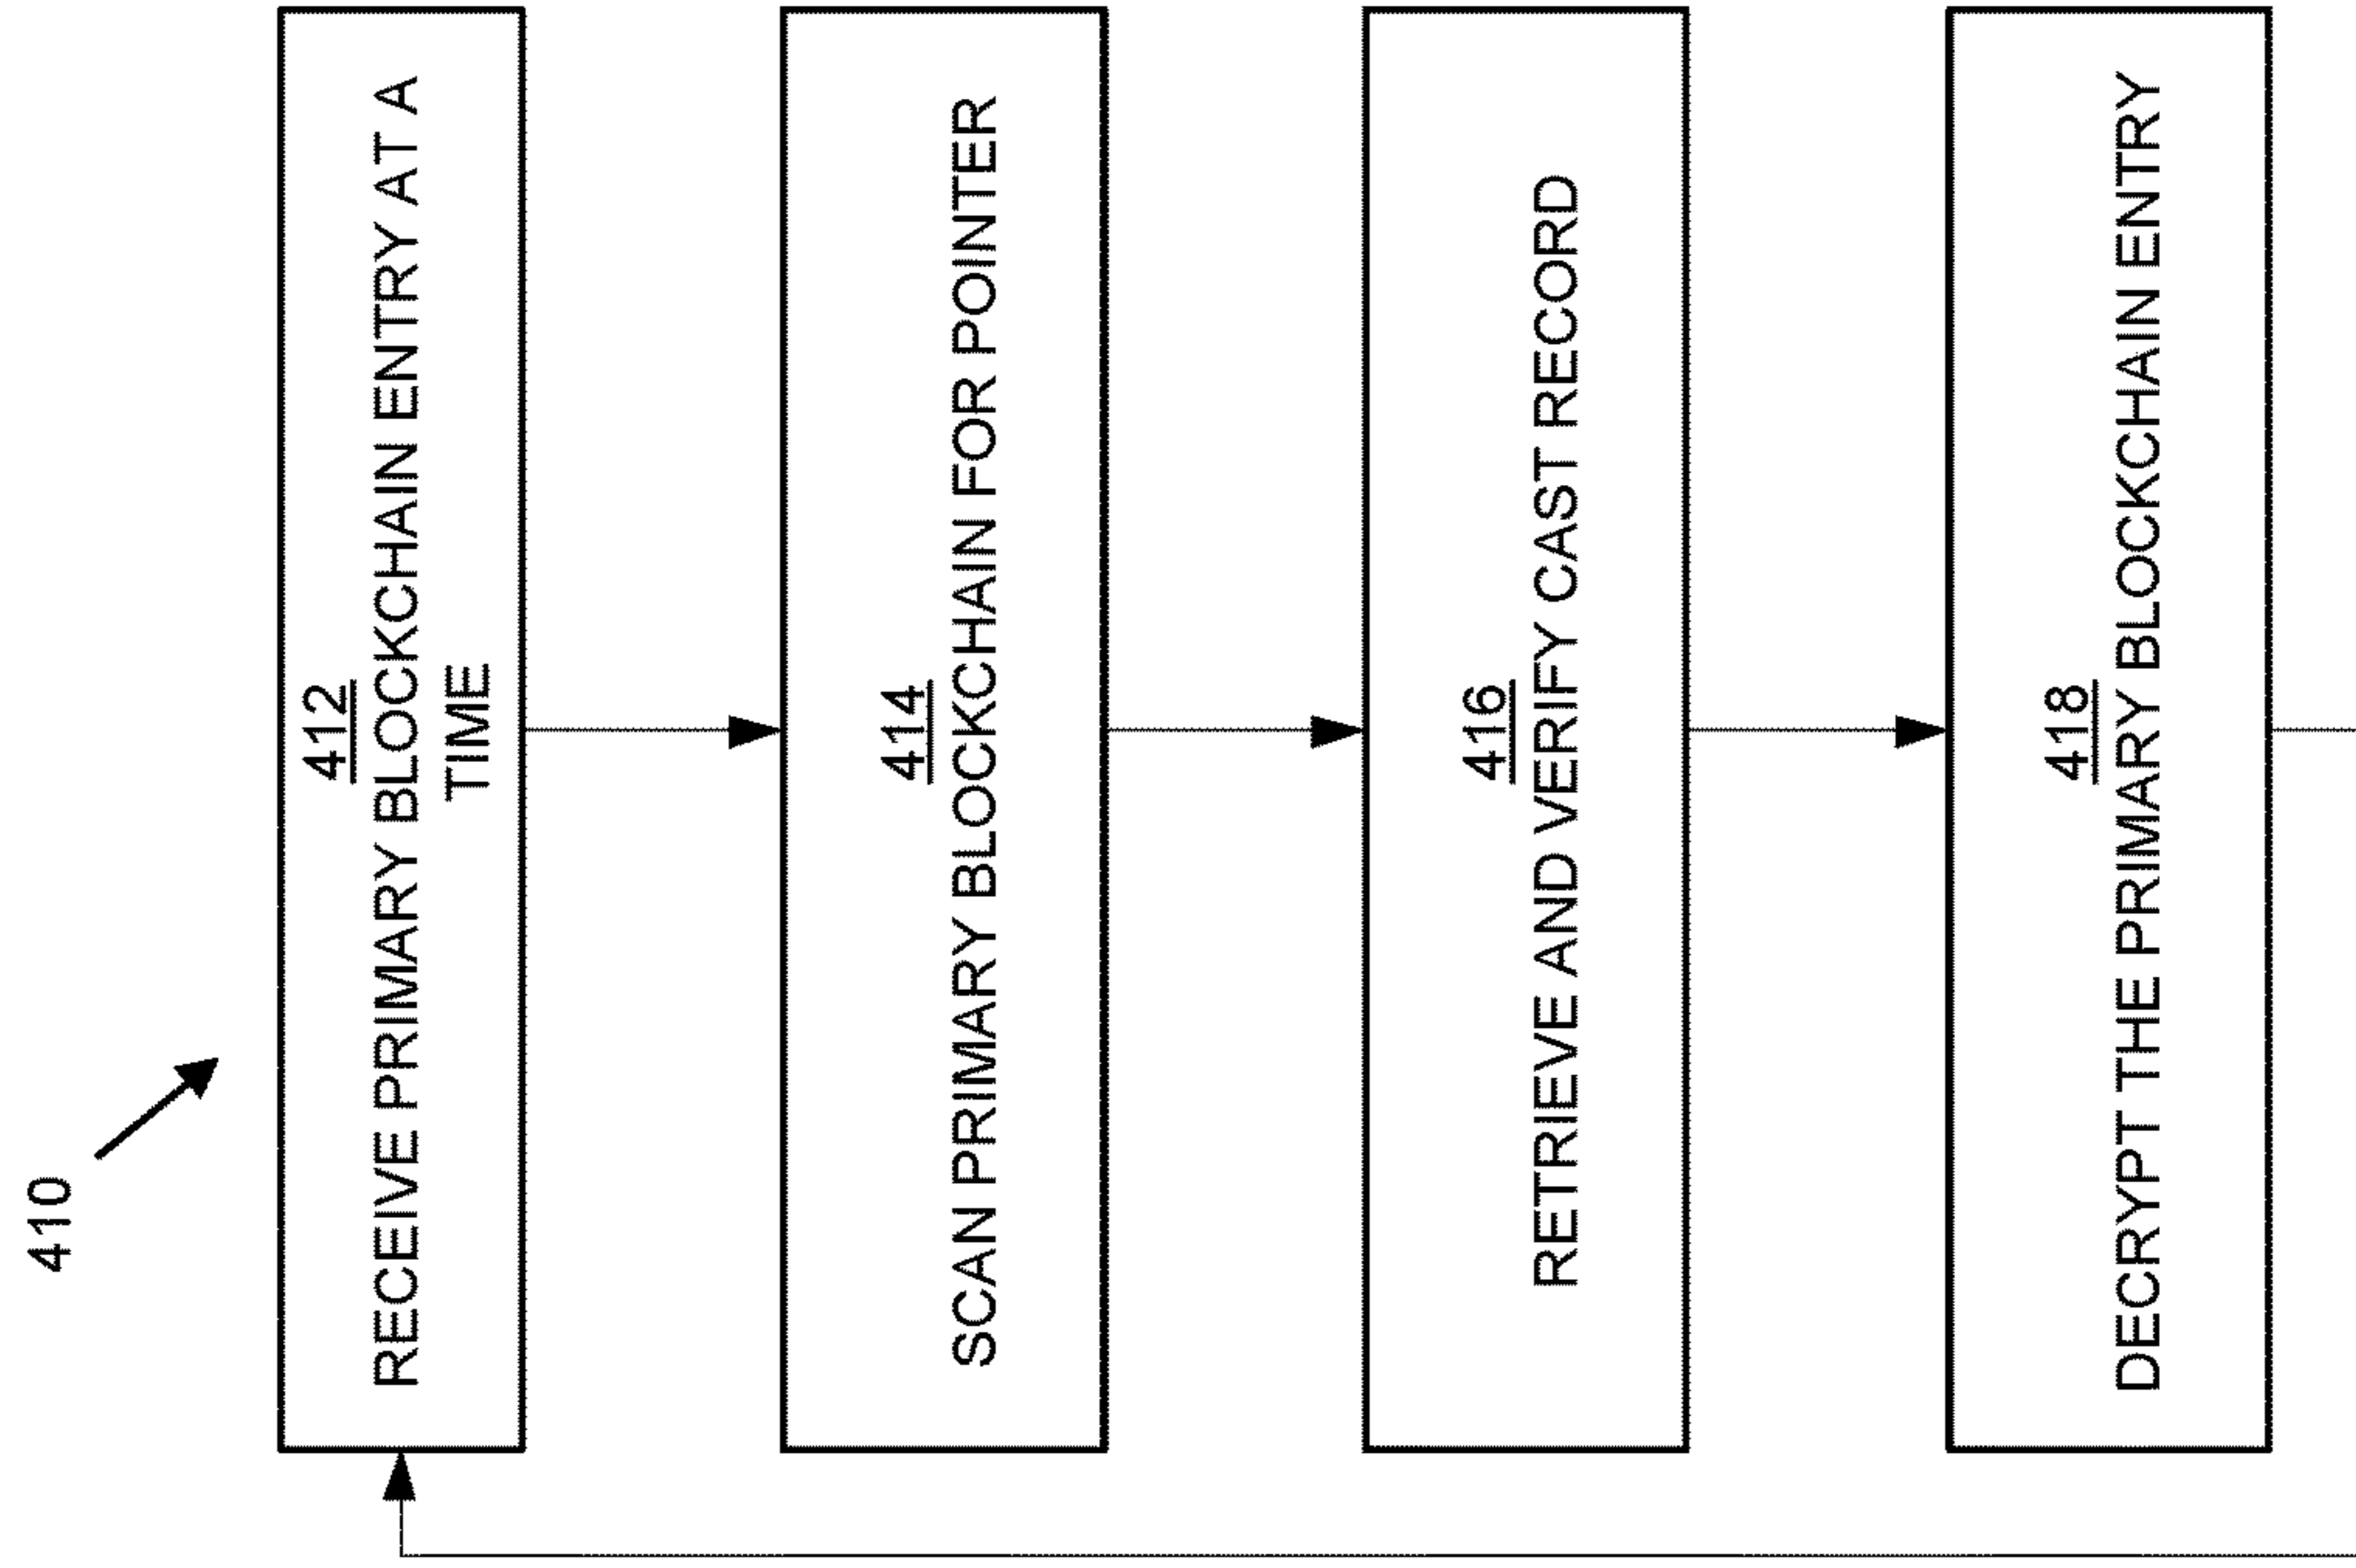 410
412
RECEIVE PRIMARY BLOCKCHAIN ENTRY AT A
TIME
414
SCAN PRIMARY BLOCKCHAIN FOR POINTER
416
RETRIEVE AND VERIFY CAST RECORD
418
DECRYPT THE PRIMARY BLOCKCHAIN ENTRY